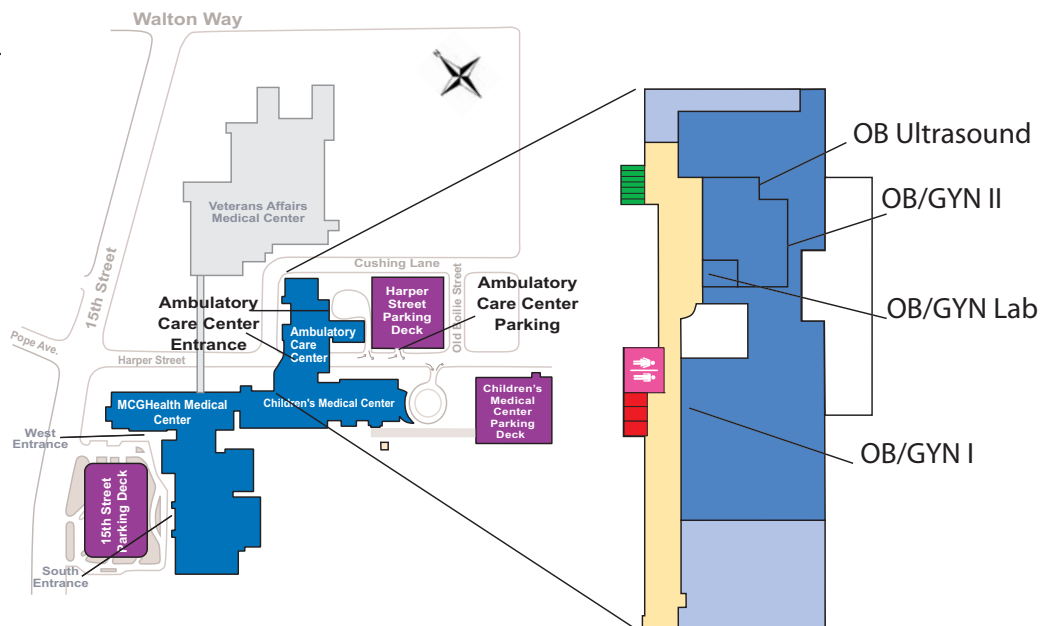 Walton Way
Veterans Affairs
Medical Center
15th Street
Cushing Lane
Old Boilie Street
Ambulatory
Care Center
Entrance
Ambulatory
Care
Center
Harper
Street
Parking
Deck
Ambulatory
Care Center
Parking
Pope Ave.
Harper Street
MCGHealth Medical
Center
Children's Medical Center
Children's
Medical
Center
Parking
Deck
West
Entrance
15th Street
Parking Deck
South
Entrance
OB Ultrasound
OB/GYN II
OB/GYN Lab
OB/GYN I